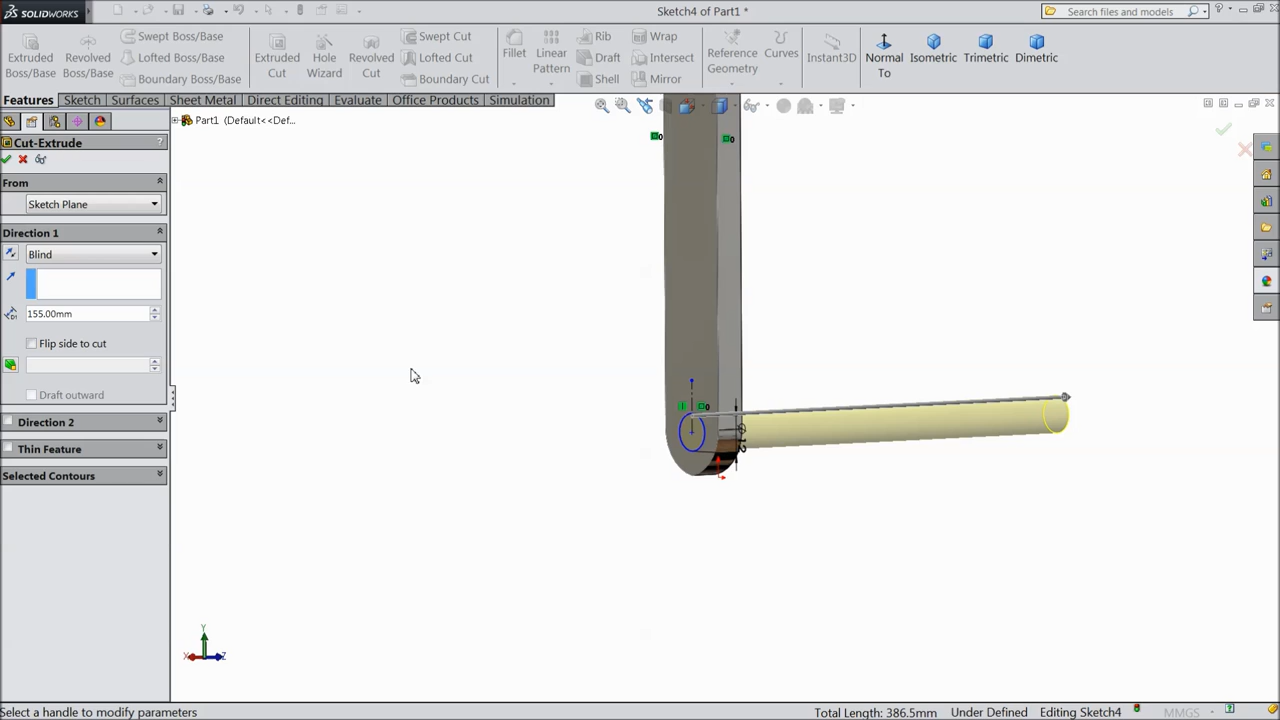 SOLIDWORKS
Sketch4 of Part1 *
Search files and models
Extruded Boss/Base
Revolved Boss/Base
Swept Boss/Base
Lofted Boss/Base
Boundary Boss/Base
Extruded Cut
Hole Wizard
Revolved Cut
Swept Cut
Lofted Cut
Boundary Cut
Fillet
Linear Pattern
Rib
Draft
Shell
Wrap
Intersect
Mirror
Reference Geometry
Curves
Instant3D
Normal To
Isometric
Trimetric
Dimetric
Features Sketch Surfaces Sheet Metal Direct Editing Evaluate Office Products Simulation
Part1 (Default<<Def...
Cut-Extrude
?
From
Sketch Plane
Direction 1
Blind
155.00mm
Flip side to cut
Draft outward
Direction 2
Thin Feature
Selected Contours
0
0
0
12
Y
X
Z
Select a handle to modify parameters
Total Length: 386.5mm Under Defined Editing Sketch4 MMGS